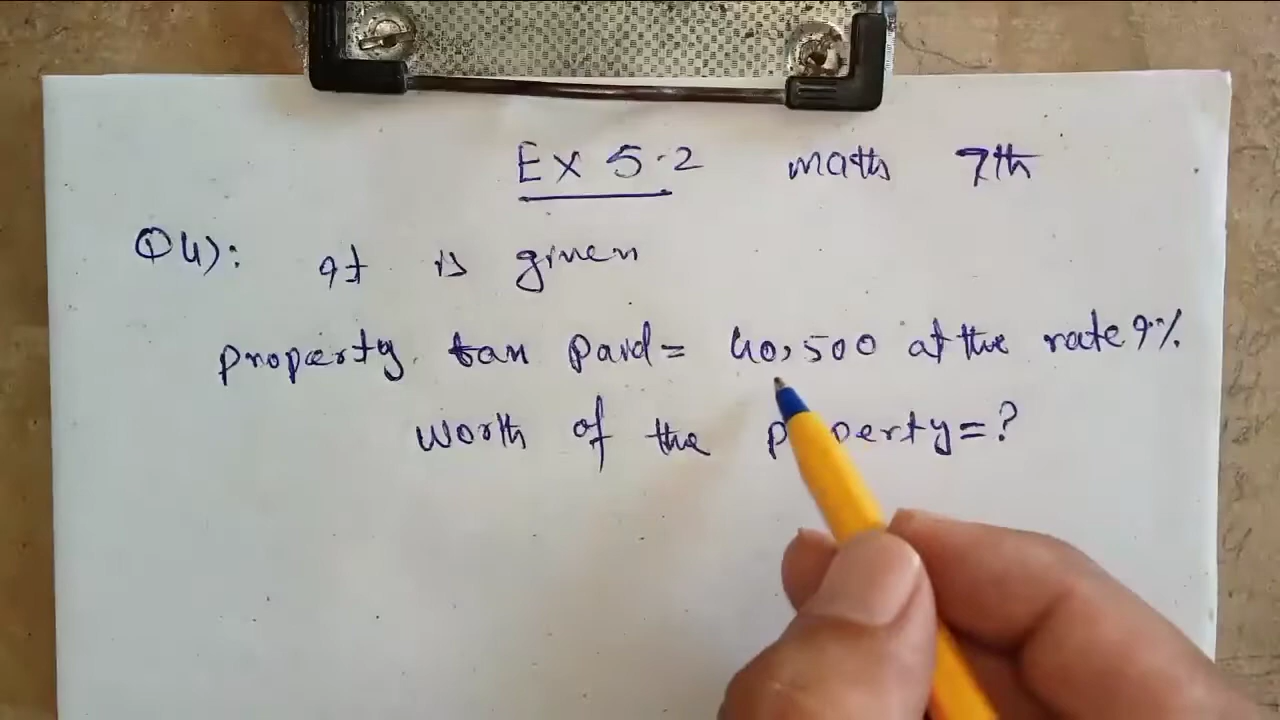 Ex 5.2 math 7th
Q4): It is given
property tax paid = 40,500 at the rate 9%
worth of the property = ?